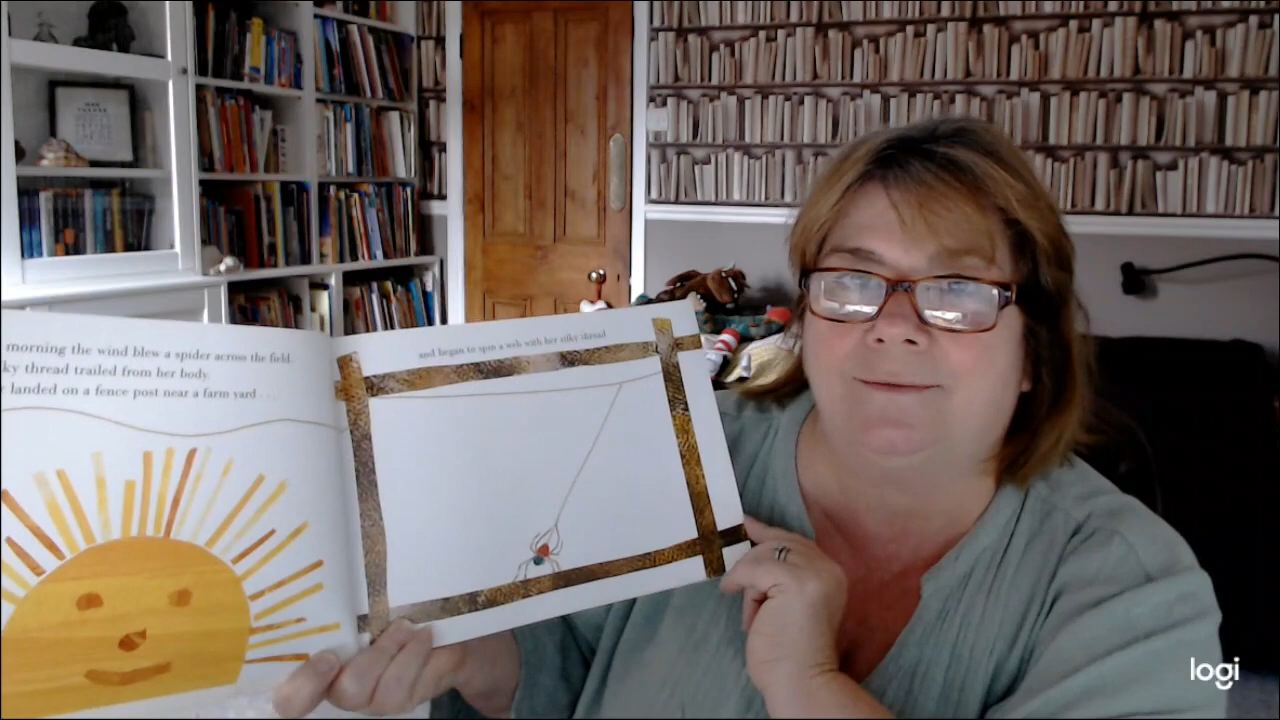 morning the wind blew a spider across the field.
ky thread trailed from her body.
landed on a fence post near a farm yard . . .
and began to spin a web with her silky thread.
logi